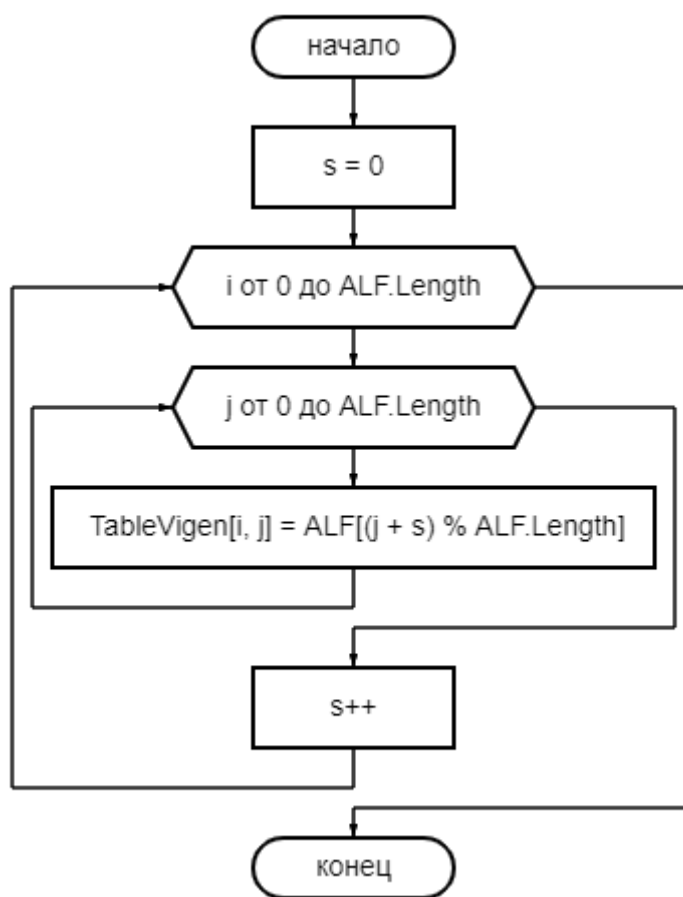 начало
s = 0
i от 0 до ALF.Length
j от 0 до ALF.Length
TableVigen[i, j] = ALF[(j + s) % ALF.Length]
s++
конец